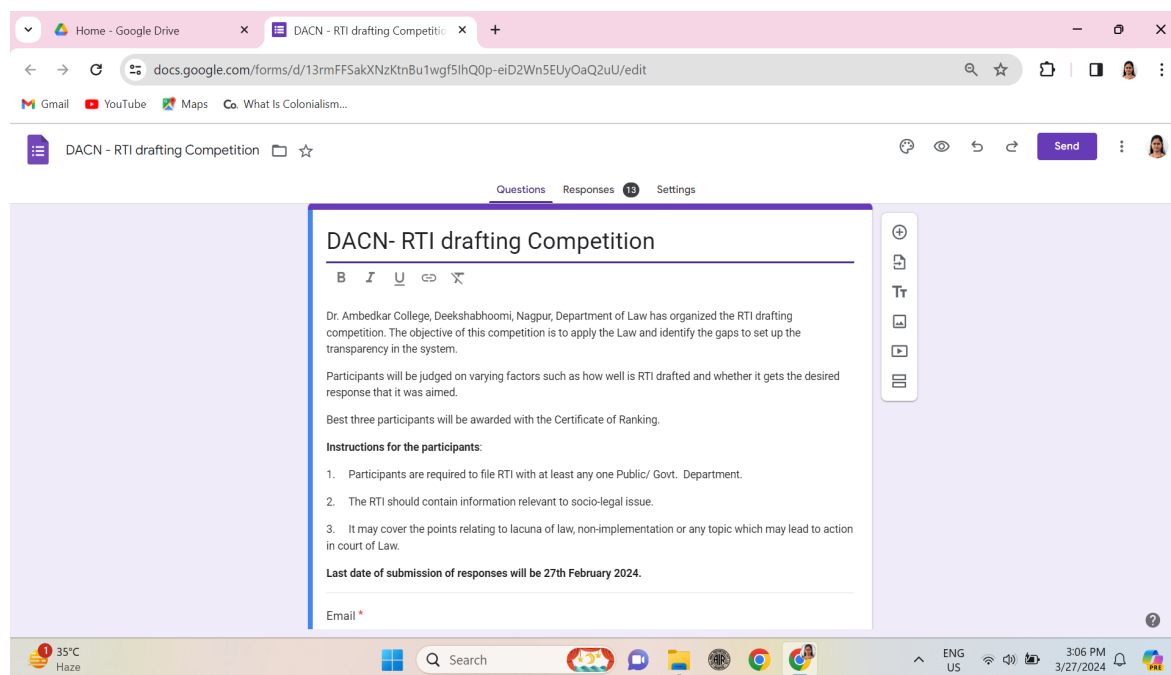 Home - Google Drive
DACN - RTI drafting Competitio
docs.google.com/forms/d/13rmFFSakXNzKtnBu1wgf5IhQ0p-eiD2Wn5EUyOaQ2uU/edit
Gmail YouTube Maps Co. What Is Colonialism...
DACN - RTI drafting Competition
Send
Questions Responses 13 Settings
DACN- RTI drafting Competition
B I U
Dr. Ambedkar College, Deekshabhoomi, Nagpur, Department of Law has organized the RTI drafting
competition. The objective of this competition is to apply the Law and identify the gaps to set up the
transparency in the system.
Participants will be judged on varying factors such as how well is RTI drafted and whether it gets the desired
response that it was aimed.
Best three participants will be awarded with the Certificate of Ranking.
Instructions for the participants:
1. Participants are required to file RTI with at least any one Public/ Govt. Department.
2. The RTI should contain information relevant to socio-legal issue.
3. It may cover the points relating to lacuna of law, non-implementation or any topic which may lead to action
in court of Law.
Last date of submission of responses will be 27th February 2024.
Email *
1
35°C
Haze
Search
AIR
ENG
US
3:06 PM
3/27/2024
PRE